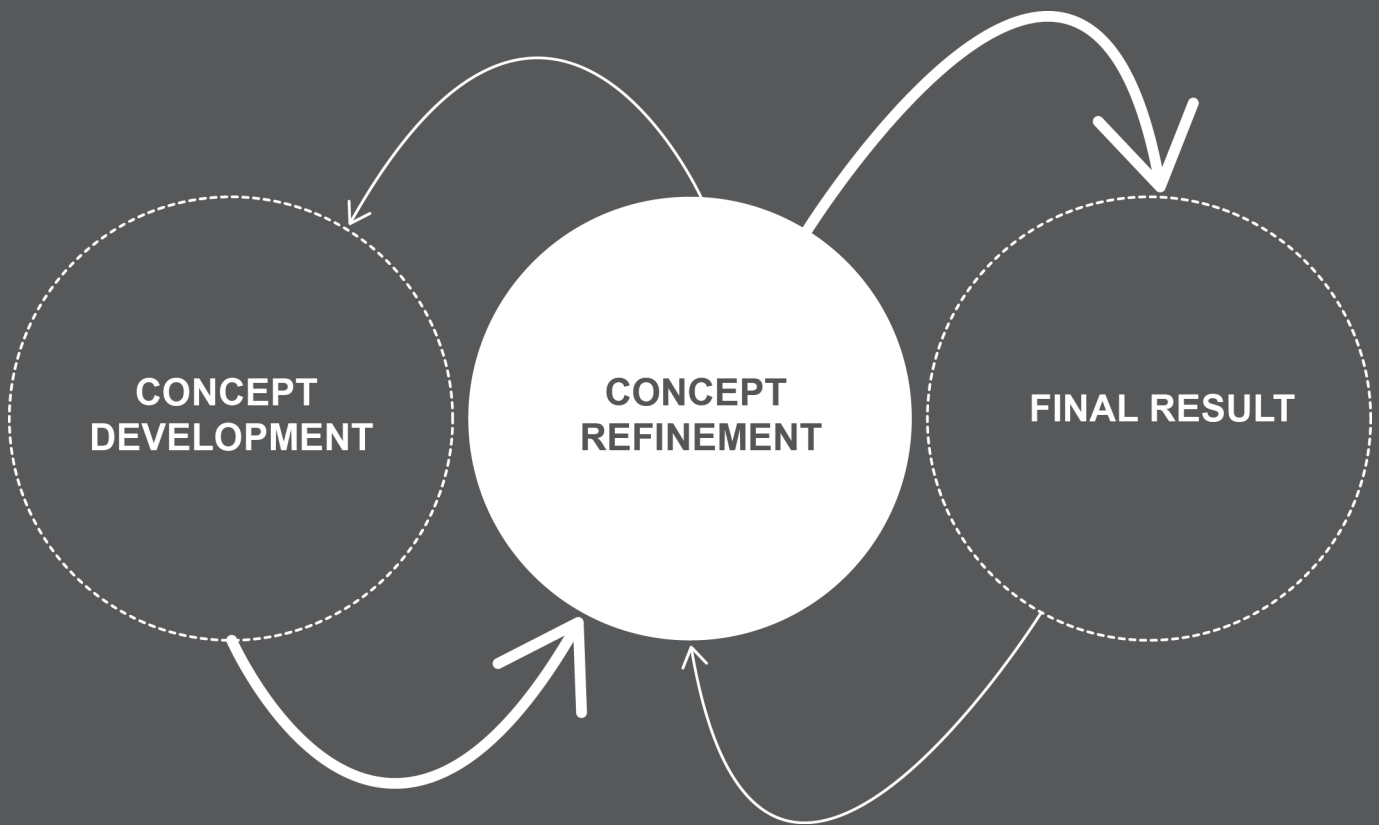 CONCEPT
DEVELOPMENT
CONCEPT
REFINEMENT
FINAL RESULT